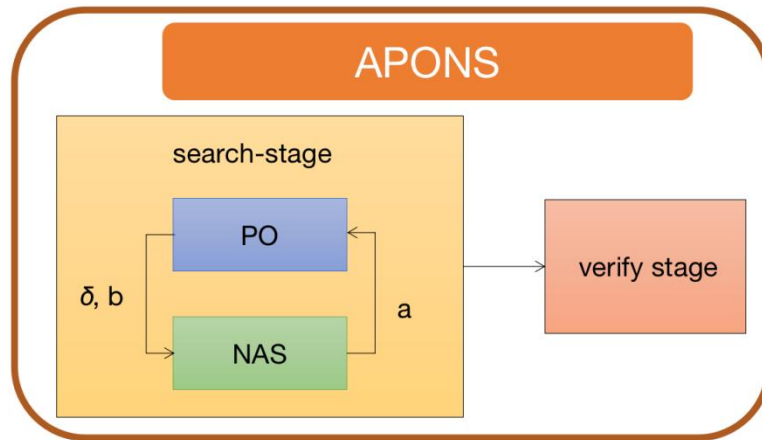 APONS
search-stage
PO
δ, b
a
NAS
verify stage